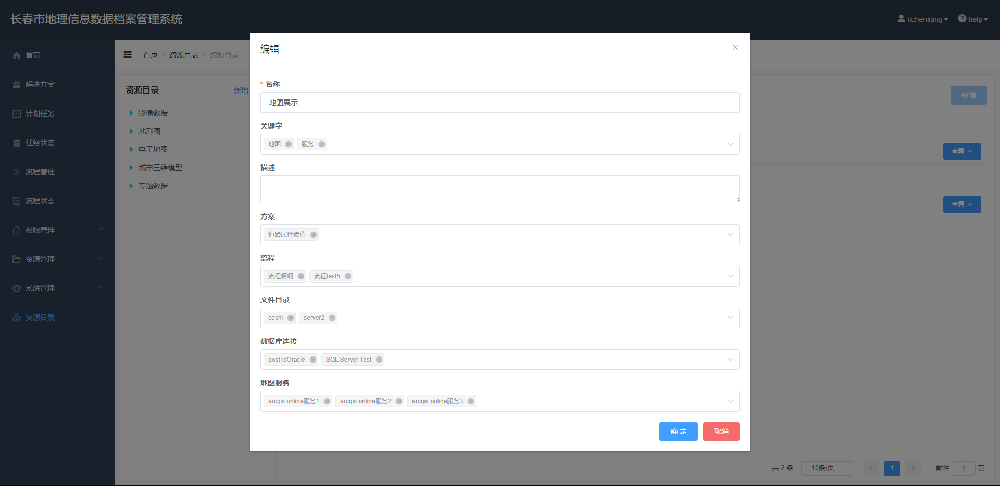 长春市地理信息数据档案管理系统
itchenliang
help
首页
解决方案
计划任务
任务状态
流程管理
流程状态
权限管理
资源管理
系统管理
资源目录
首页 / 资源目录 / 资源目录
资源目录
新增
影像数据
地形图
电子地图
城市三维模型
专题数据
新增
查看
查看
编辑
* 名称
地图展示
关键字
地图 服务
描述
方案
道路属性赋值
流程
流程啊啊 流程test5
文件目录
ceshi server2
数据库连接
postToOracle SQL Server Test
地图服务
arcgis online服务1 arcgis online服务2 arcgis online服务3
确 定 取消
共 2 条 10条/页 1 前往 1 页